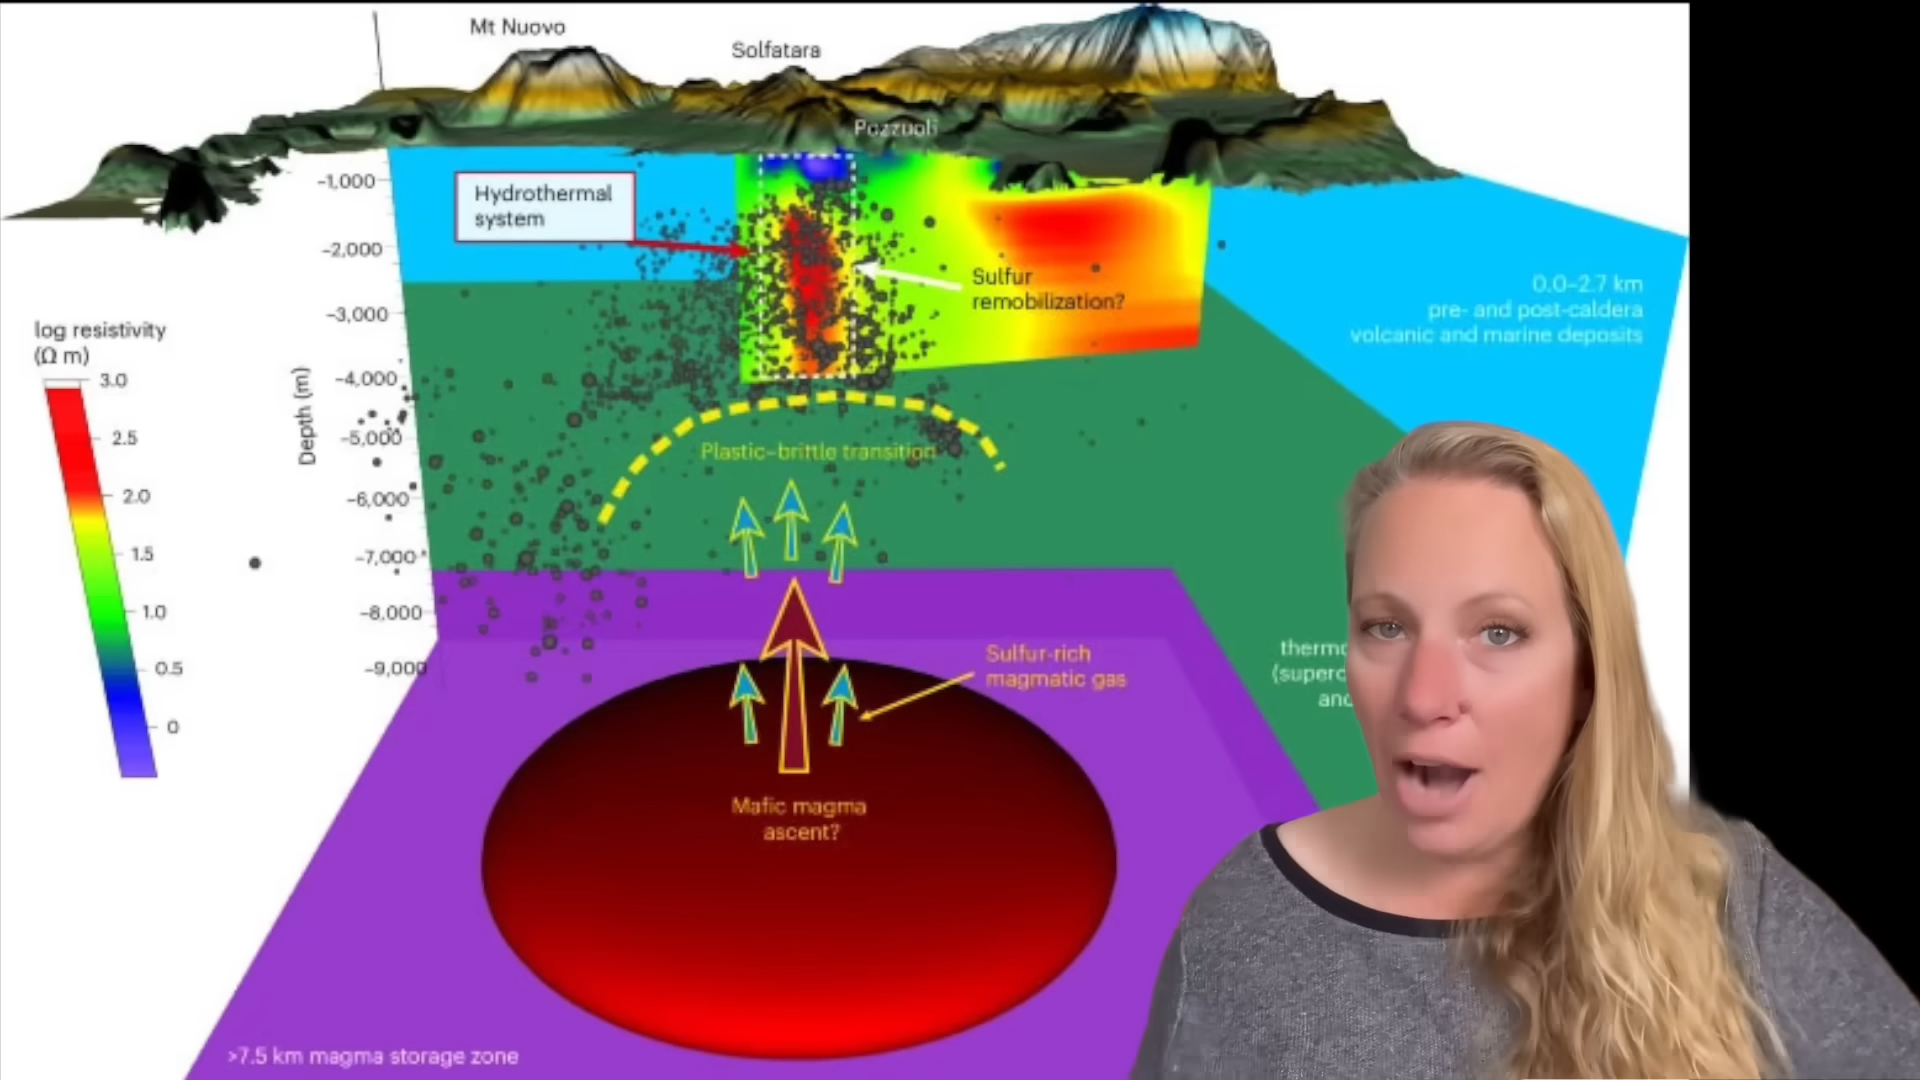 Mt Nuovo
Solfatara
Pozzuoli
-1,000
Hydrothermal
system
-2,000
Sulfur
remobilization?
0.0–2.7 km
pre- and post-caldera
volcanic and marine deposits
-3,000
log resistivity
(Ω m)
3.0
2.5
2.0
1.5
1.0
0.5
0
Depth (m)
-4,000
-5,000
Plastic–brittle transition
-6,000
-7,000
-8,000
-9,000
Sulfur-rich
magmatic gas
Mafic magma
ascent?
>7.5 km magma storage zone